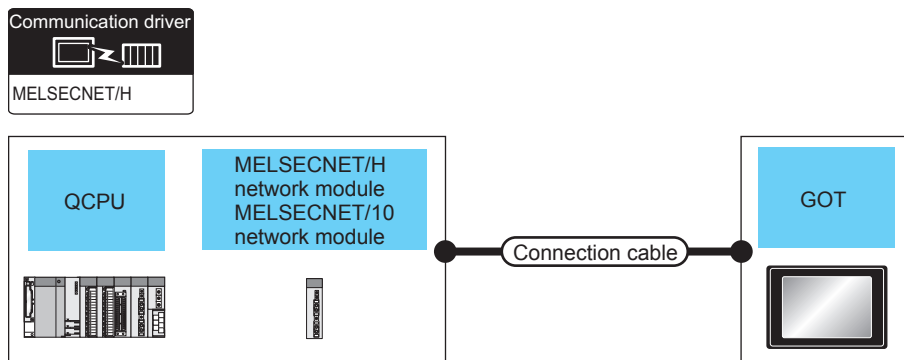 Communication driver
MELSECNET/H
QCPU
MELSECNET/H
network module
MELSECNET/10
network module
Connection cable
GOT